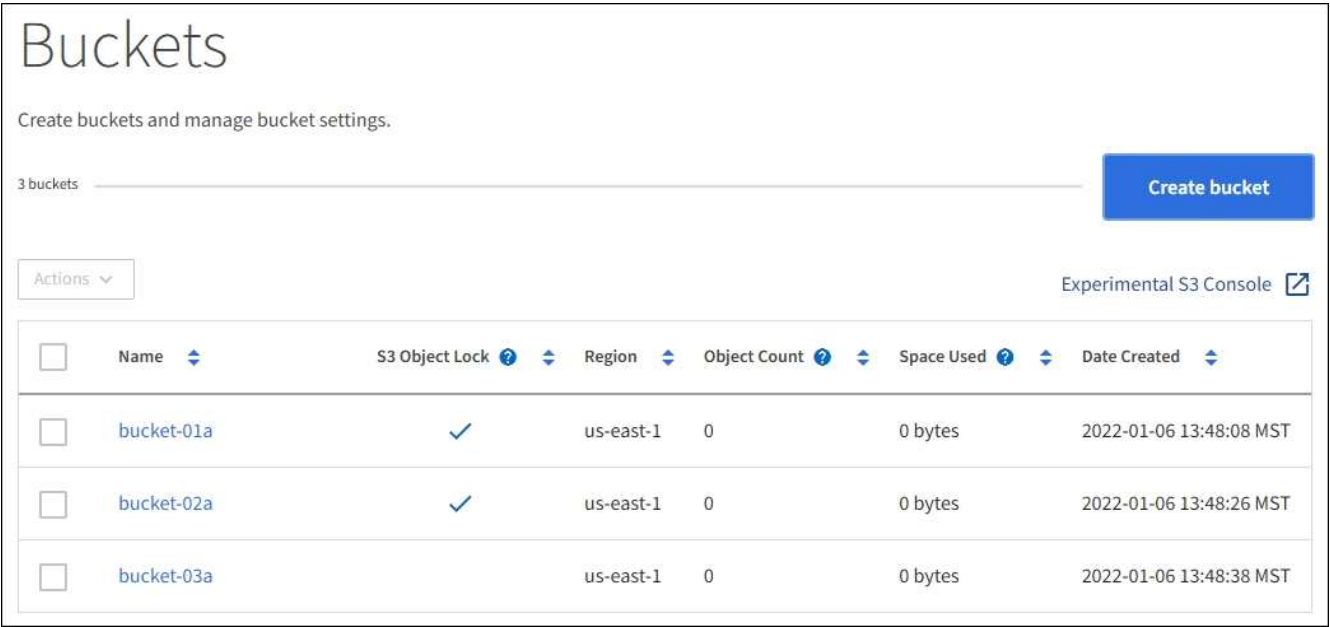 Buckets
Create buckets and manage bucket settings.
3 buckets
Create bucket
Actions
Experimental S3 Console
Name S3 Object Lock Region Object Count Space Used Date Created
bucket-01a us-east-1 0 0 bytes 2022-01-06 13:48:08 MST
bucket-02a us-east-1 0 0 bytes 2022-01-06 13:48:26 MST
bucket-03a us-east-1 0 0 bytes 2022-01-06 13:48:38 MST